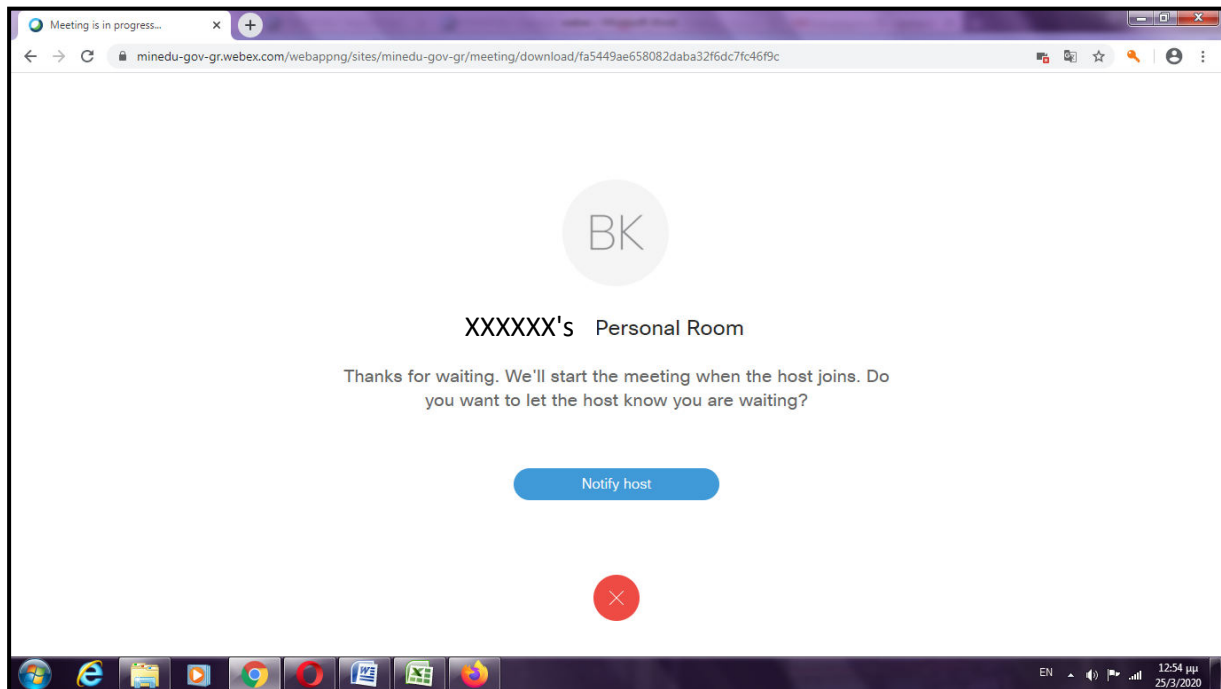 Meeting is in progress...
minedu-gov-gr.webex.com/webappng/sites/minedu-gov-gr/meeting/download/fa5449ae658082daba32f6dc7fc46f9c
BK
XXXXXX's Personal Room
Thanks for waiting. We'll start the meeting when the host joins. Do
you want to let the host know you are waiting?
Notify host
EN
12:54 μμ
25/3/2020